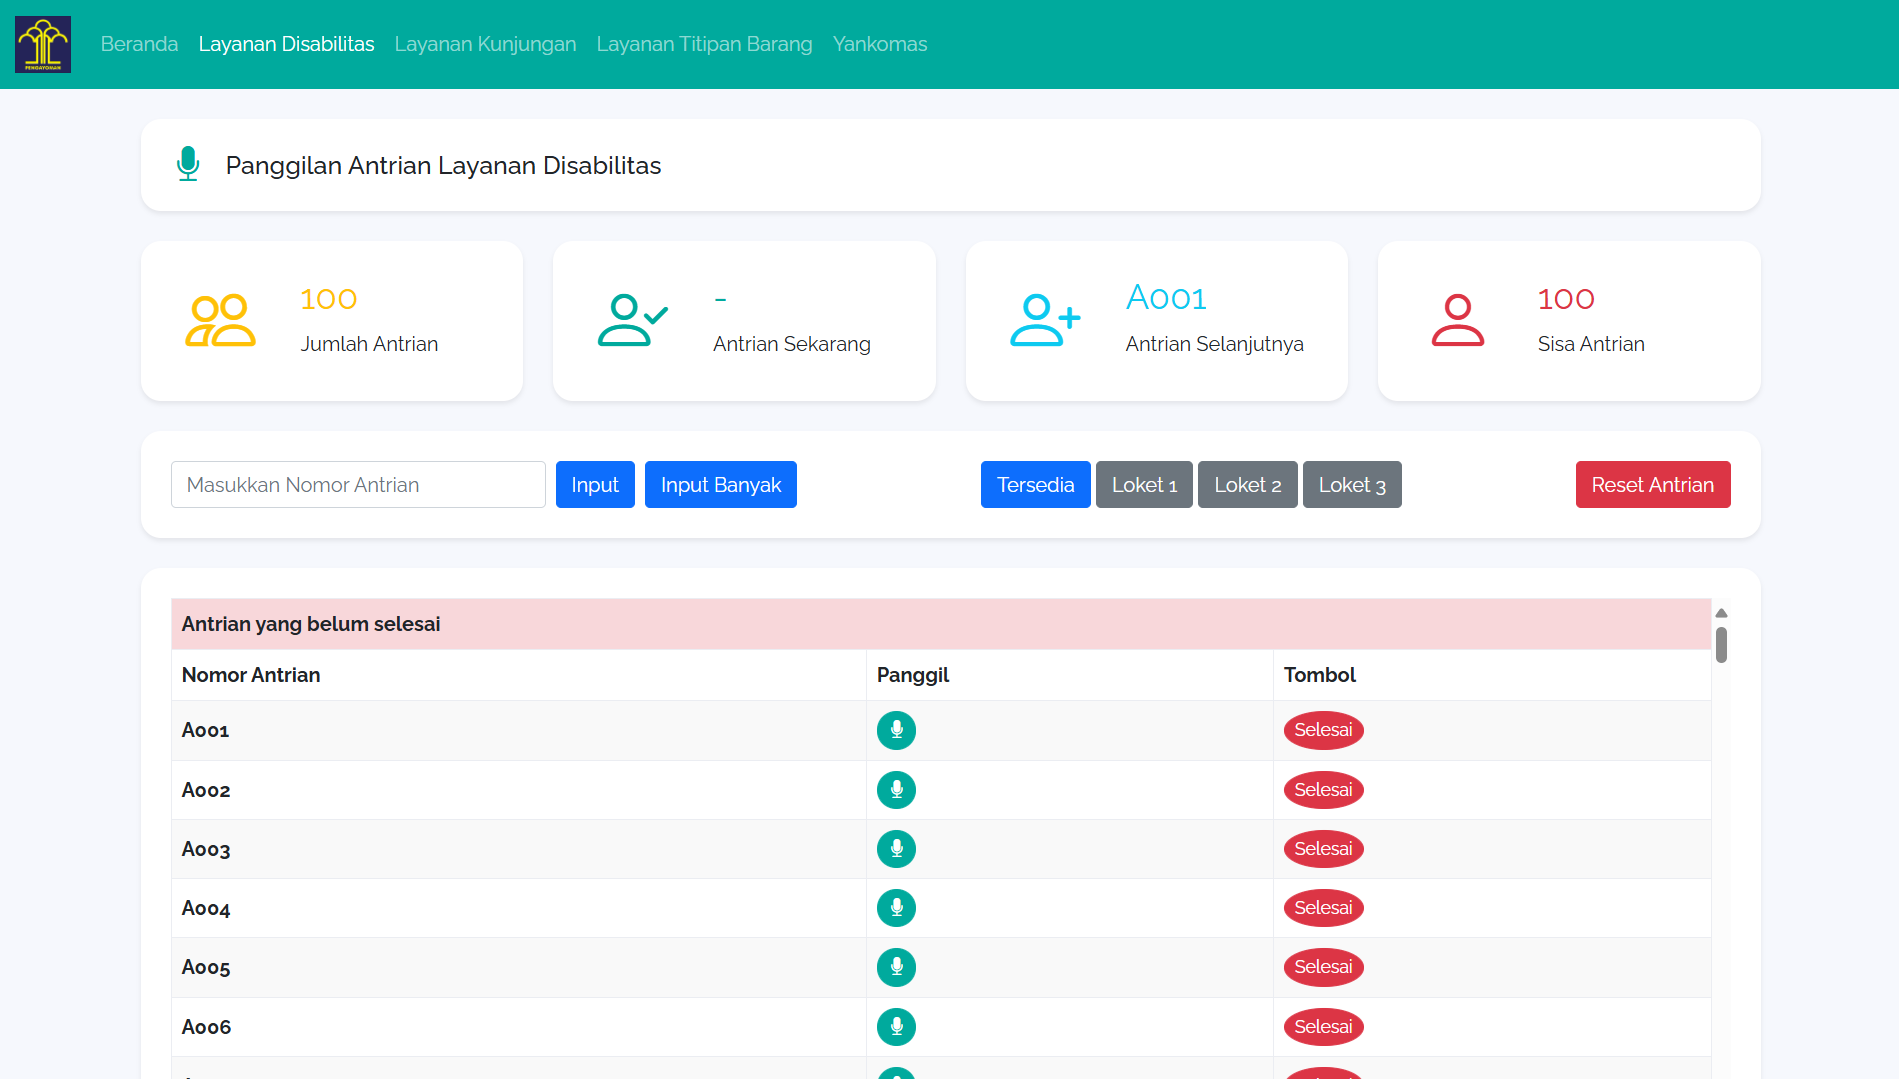 PENGAYOMAN
Beranda Layanan Disabilitas Layanan Kunjungan Layanan Titipan Barang Yankomas
Panggilan Antrian Layanan Disabilitas
100
Jumlah Antrian
-
Antrian Sekarang
A001
Antrian Selanjutnya
100
Sisa Antrian
Masukkan Nomor Antrian Input Input Banyak Tersedia Loket 1 Loket 2 Loket 3 Reset Antrian
Antrian yang belum selesai
Nomor Antrian Panggil Tombol
A001 Selesai
A002 Selesai
A003 Selesai
A004 Selesai
A005 Selesai
A006 Selesai